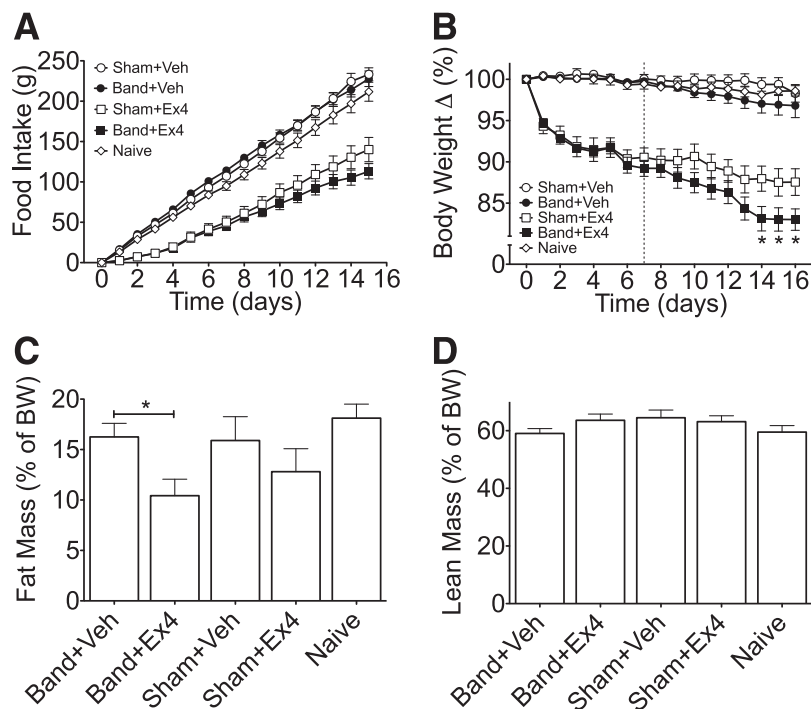 A
Food Intake (g)
250
200
150
100
50
0
Sham+Veh
Band+Veh
Sham+Ex4
Band+Ex4
Naive
0 2 4 6 8 10 12 14 16
Time (days)
B
Body Weight Δ (%)
100
95
90
85
0
Sham+Veh
Band+Veh
Sham+Ex4
Band+Ex4
Naive
* * *
0 2 4 6 8 10 12 14 16
Time (days)
C
Fat Mass (% of BW)
20
15
10
5
0
*
Band+Veh
Band+Ex4
Sham+Veh
Sham+Ex4
Naive
D
Lean Mass (% of BW)
60
40
20
0
Band+Veh
Band+Ex4
Sham+Veh
Sham+Ex4
Naive